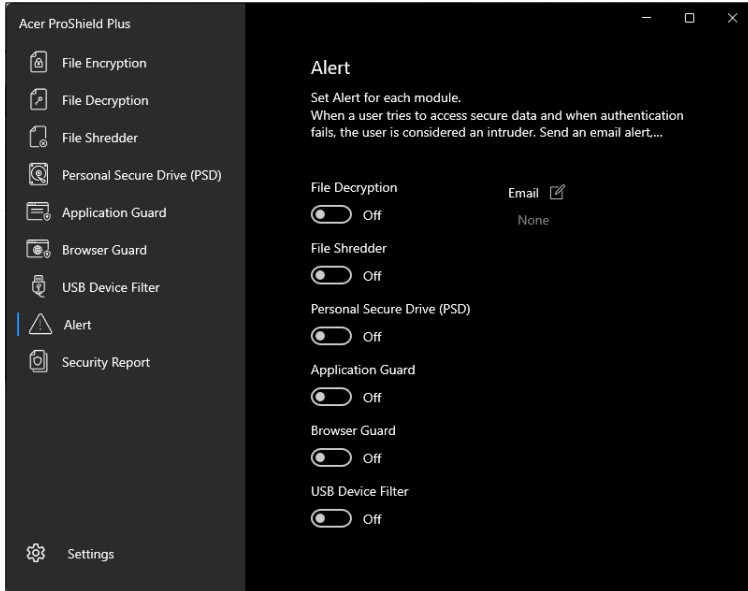 Acer ProShield Plus
File Encryption
File Decryption
File Shredder
Personal Secure Drive (PSD)
Application Guard
Browser Guard
USB Device Filter
Alert
Security Report
Settings
Alert
Set Alert for each module.
When a user tries to access secure data and when authentication
fails, the user is considered an intruder. Send an email alert,...
File Decryption
Off
File Shredder
Off
Personal Secure Drive (PSD)
Off
Application Guard
Off
Browser Guard
Off
USB Device Filter
Off
Email
None